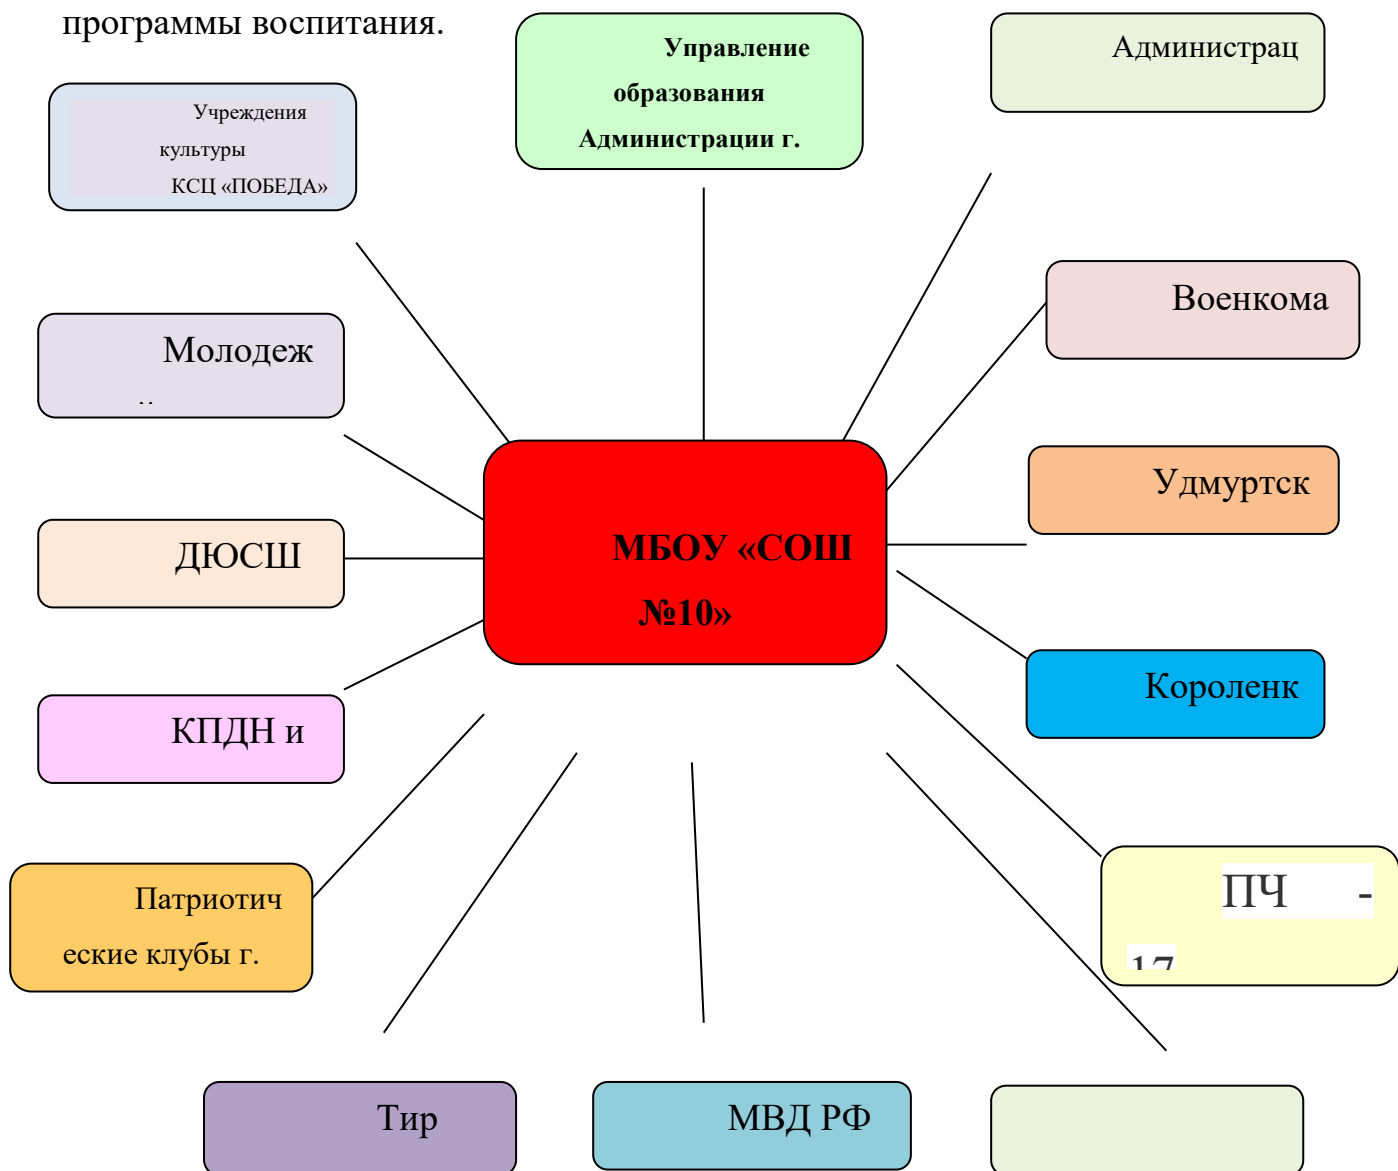 программы воспитания.
Управление
образования
Администрации г.
Администрац
Учреждения
культуры
КСЦ «ПОБЕДА»
Военкома
Молодеж
Удмуртск
ДЮСШ
МБОУ «СОШ
№10»
Короленк
КПДН и
Патриотич
еские клубы г.
ПЧ -
17
Тир
МВД РФ